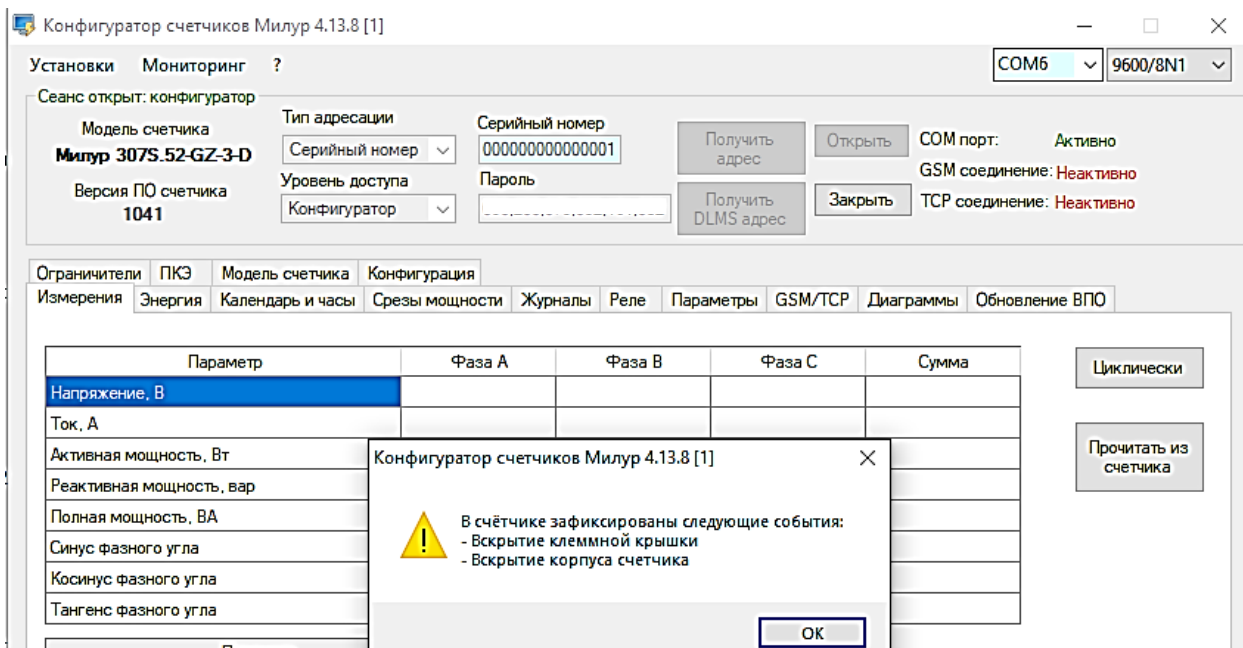 Конфигуратор счетчиков Милур 4.13.8 [1]
Установки Мониторинг ?
COM6 9600/8N1
Сеанс открыт: конфигуратор
Модель счетчика
Милур 307S.52-GZ-3-D
Версия ПО счетчика
1041
Тип адресации
Серийный номер
Уровень доступа
Конфигуратор
Серийный номер
000000000000001
Пароль
Получить
адрес
Получить
DLMS адрес
Открыть
Закрыть
COM порт: Активно
GSM соединение: Неактивно
TCP соединение: Неактивно
Ограничители ПКЭ Модель счетчика Конфигурация
Измерения Энергия Календарь и часы Срезы мощности Журналы Реле Параметры GSM/TCP Диаграммы Обновление ВПО
Параметр Фаза A Фаза B Фаза C Сумма
Напряжение, В
Ток, А
Активная мощность, Вт
Реактивная мощность, вар
Полная мощность, ВА
Синус фазного угла
Косинус фазного угла
Тангенс фазного угла
Циклически
Прочитать из
счетчика
Конфигуратор счетчиков Милур 4.13.8 [1]
В счётчике зафиксированы следующие события:
- Вскрытие клеммной крышки
- Вскрытие корпуса счетчика
OK